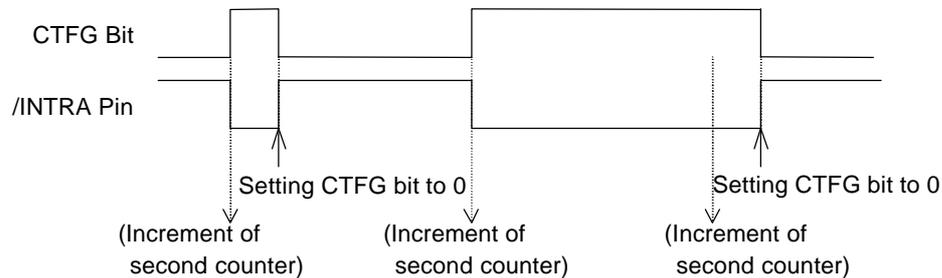 CTFG Bit
/INTRA Pin
Setting CTFG bit to 0
Setting CTFG bit to 0
(Increment of
second counter)
(Increment of
second counter)
(Increment of
second counter)